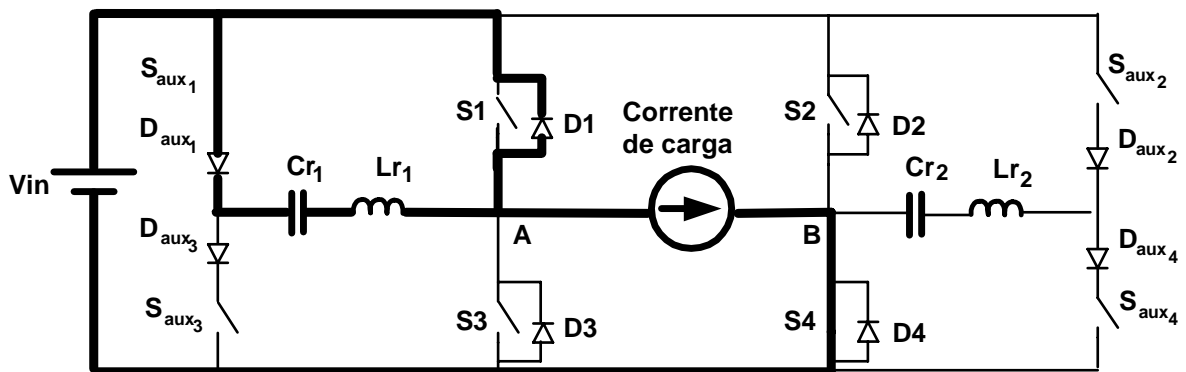 Saux1
S1
D1
Corrente
de carga
S2
D2
Saux2
Daux1
Daux2
Vin
Cr1
Lr1
Cr2
Lr2
A
B
Daux3
Daux4
Saux3
S3
D3
S4
D4
Saux4